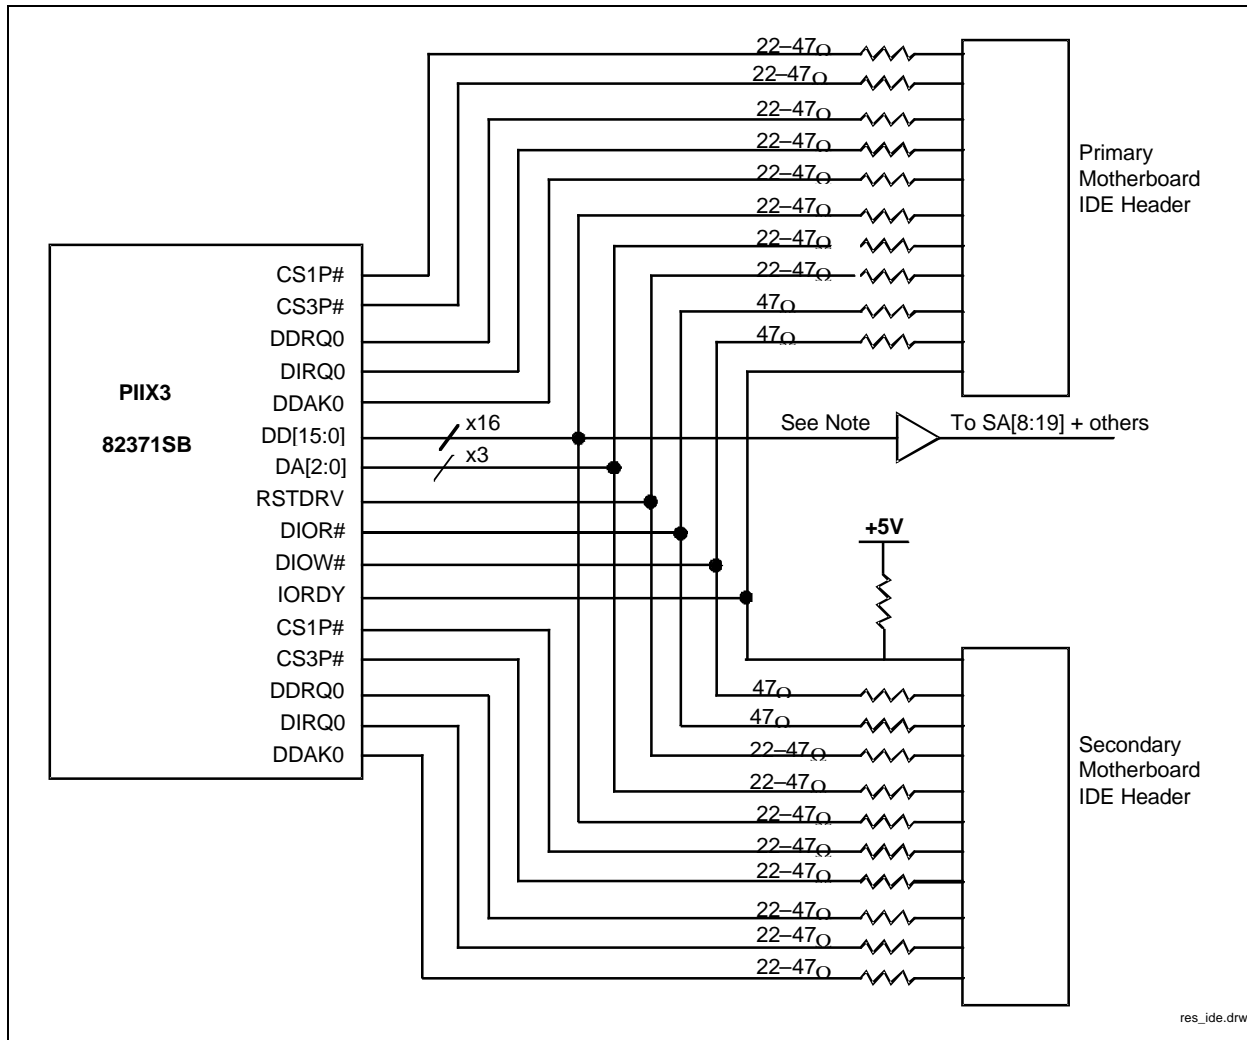 22–47Ω
22–47Ω
22–47Ω
22–47Ω
22–47Ω
22–47Ω
22–47Ω
22–47Ω
47Ω
47Ω
Primary
Motherboard
IDE Header
PIIX3
82371SB
CS1P#
CS3P#
DDRQ0
DIRQ0
DDAK0
DD[15:0]
DA[2:0]
RSTDRV
DIOR#
DIOW#
IORDY
CS1P#
CS3P#
DDRQ0
DIRQ0
DDAK0
x16
x3
See Note
To SA[8:19] + others
+5V
47Ω
47Ω
22–47Ω
22–47Ω
22–47Ω
22–47Ω
22–47Ω
22–47Ω
22–47Ω
22–47Ω
Secondary
Motherboard
IDE Header
res_ide.drw